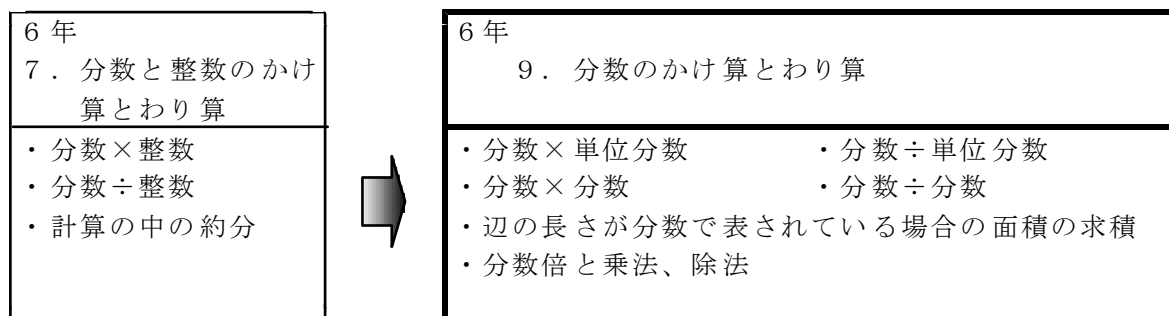 6年
7．分数と整数のかけ
算とわり算
・分数×整数
・分数÷整数
・計算の中の約分
6年
9．分数のかけ算とわり算
・分数×単位分数　・分数÷単位分数
・分数×分数　・分数÷分数
・辺の長さが分数で表されている場合の面積の求積
・分数倍と乗法、除法